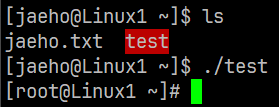 [jaeho@Linux1 ~]$ ls
jaeho.txt  test
[jaeho@Linux1 ~]$ ./test
[root@Linux1 ~]#